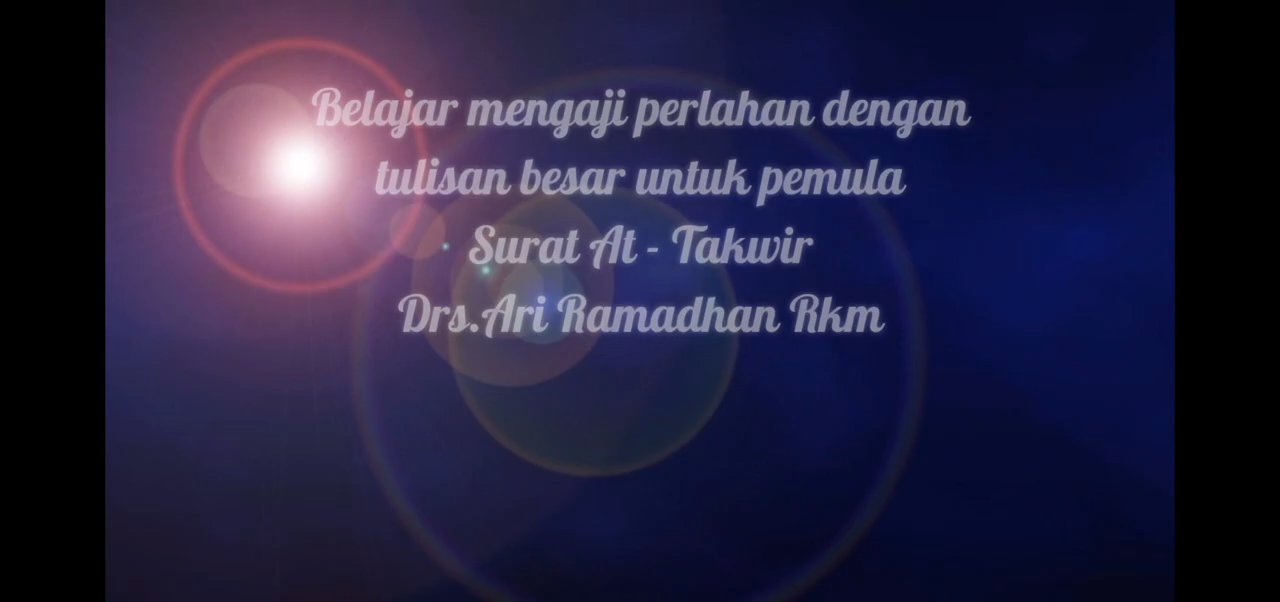 Belajar mengaji perlahan dengan
tulisan besar untuk pemula
Surat At - Takwir
Drs.Ari Ramadhan Rkm